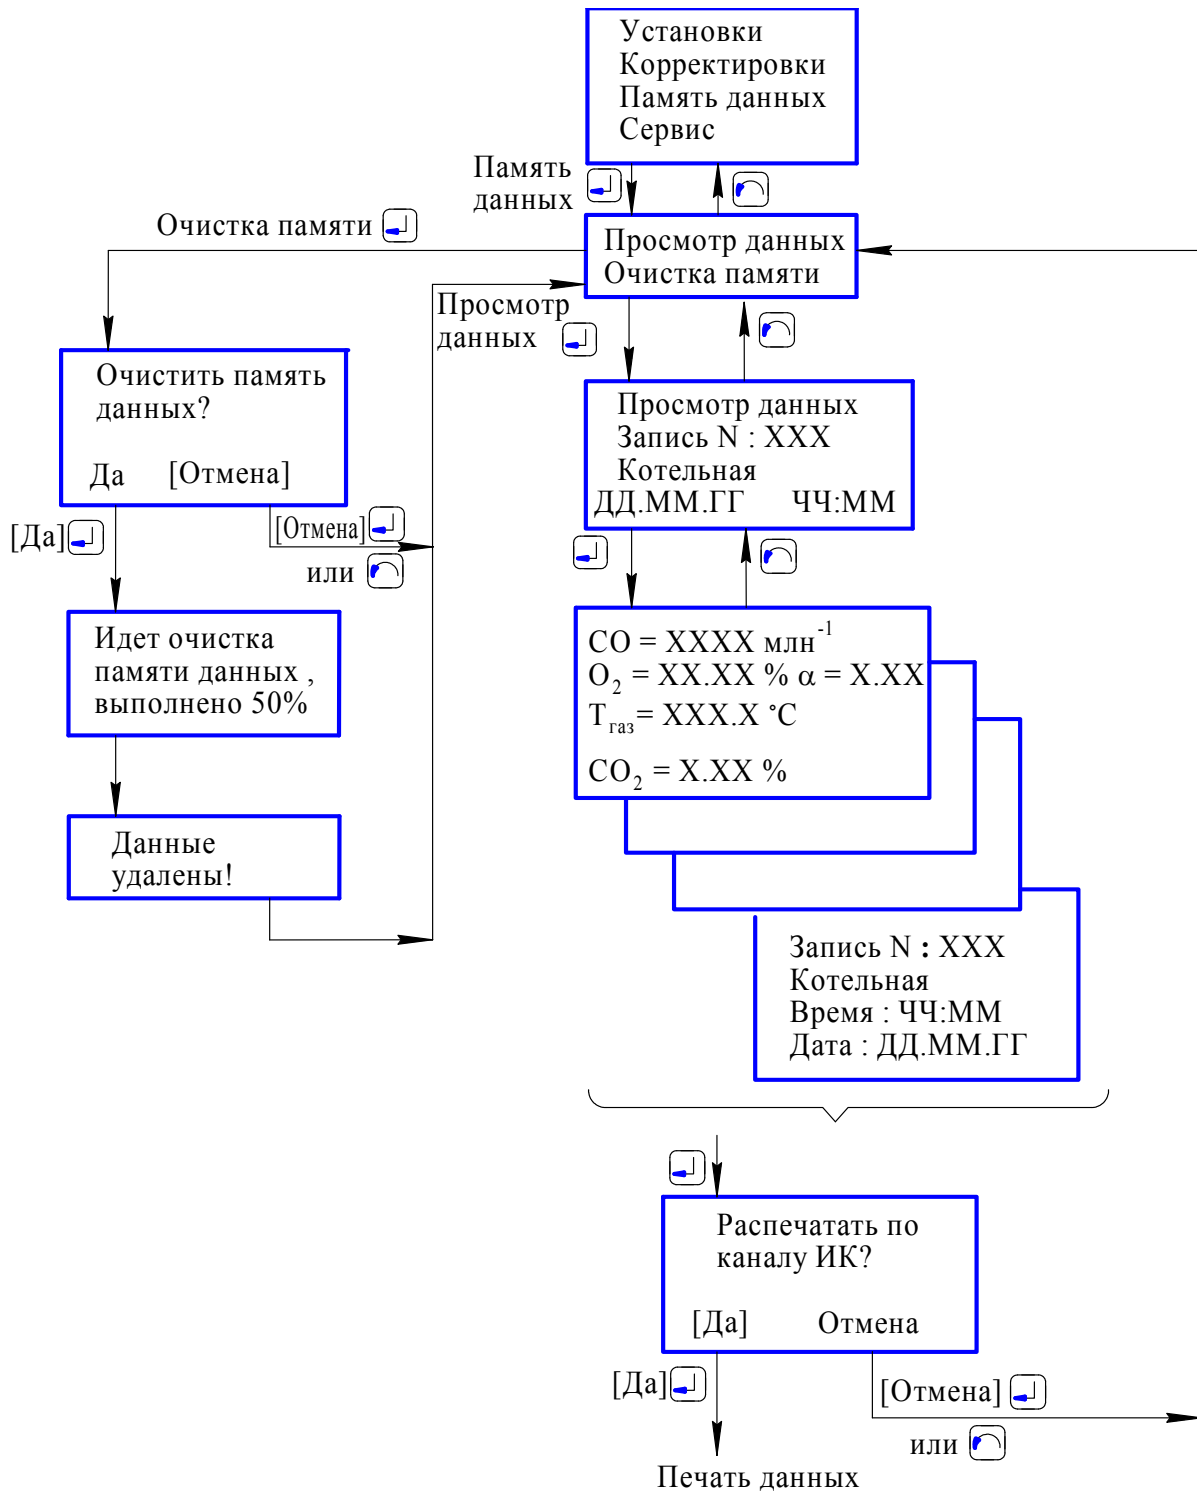 Установки
Корректировки
Память данных
Сервис
Память
данных
Очистка памяти
Просмотр данных
Очистка памяти
Просмотр
данных
Очистить память
данных?
Да [Отмена]
Просмотр данных
Запись N : XXX
Котельная
ДД.ММ.ГГ ЧЧ:ММ
[Да]
[Отмена]
или
Идет очистка
памяти данных ,
выполнено 50%
CO = XXXX млн⁻¹
O₂ = XX.XX % α = X.XX
Tгаз= XXX.X °C
CO₂ = X.XX %
Данные
удалены!
Запись N : XXX
Котельная
Время : ЧЧ:ММ
Дата : ДД.ММ.ГГ
Распечатать по
каналу ИК?
[Да] Отмена
[Да]
[Отмена]
или
Печать данных